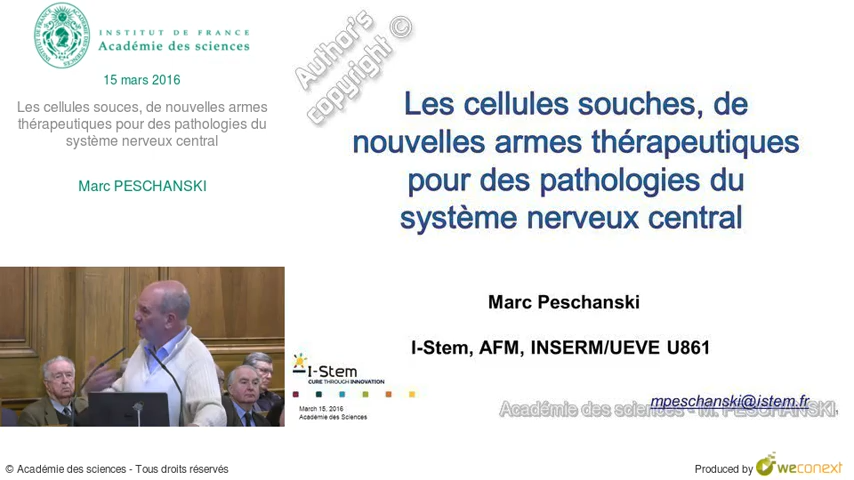 INSTITUT DE FRANCE
Académie des sciences
15 mars 2016
Les cellules souces, de nouvelles armes
thérapeutiques pour des pathologies du
système nerveux central
Marc PESCHANSKI
Author's
copyright ©
Les cellules souches, de
nouvelles armes thérapeutiques
pour des pathologies du
système nerveux central
Marc Peschanski
I-Stem, AFM, INSERM/UEVE U861
I-Stem
CURE THROUGH INNOVATION
March 15, 2016
Académie des Sciences
mpeschanski@istem.fr
Académie des sciences - M. PESCHANSKI,
© Académie des sciences - Tous droits réservés
Produced by weconext